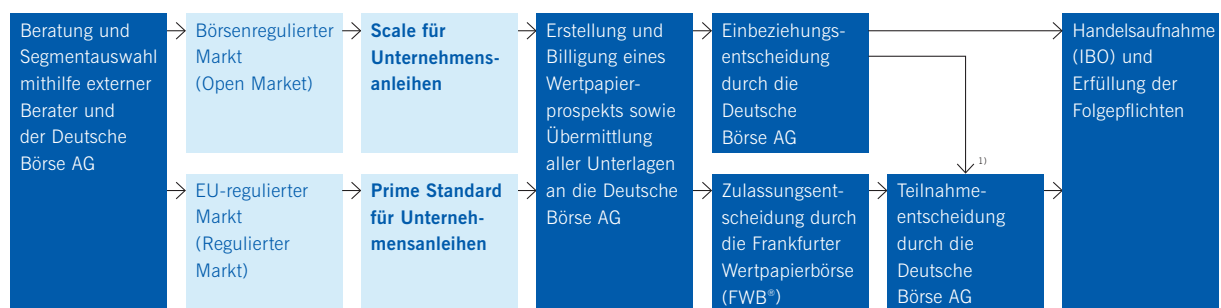 Beratung und
Segmentauswahl
mithilfe externer
Berater und
der Deutsche
Börse AG
Börsenregulierter
Markt
(Open Market)
Scale für
Unternehmens-
anleihen
EU-regulierter
Markt
(Regulierter
Markt)
Prime Standard
für Unterneh-
mensanleihen
Erstellung und
Billigung eines
Wertpapier-
prospekts sowie
Übermittlung
aller Unterlagen
an die Deutsche
Börse AG
Einbeziehungs-
entscheidung
durch die
Deutsche
Börse AG
Zulassungsent-
scheidung durch
die Frankfurter
Wertpapierbörse
(FWB®)
1)
Teilnahme-
entscheidung
durch die
Deutsche
Börse AG
Handelsaufnahme
(IBO) und
Erfüllung der
Folgepflichten